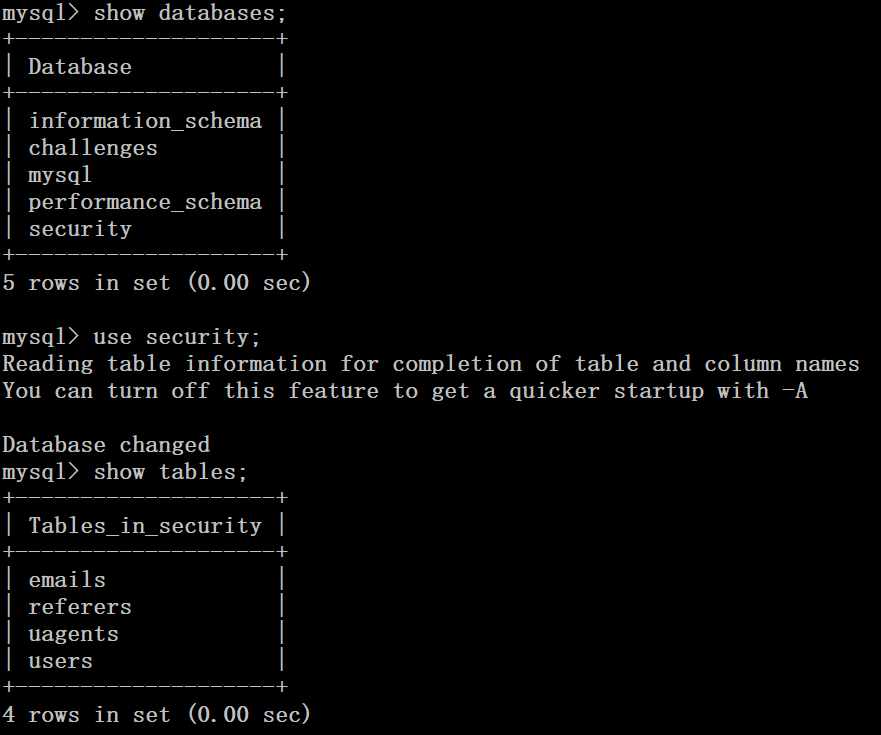 mysql> show databases;
+--------------------+
| Database           |
+--------------------+
| information_schema |
| challenges         |
| mysql              |
| performance_schema |
| security           |
+--------------------+
5 rows in set (0.00 sec)

mysql> use security;
Reading table information for completion of table and column names
You can turn off this feature to get a quicker startup with -A

Database changed
mysql> show tables;
+--------------------+
| Tables_in_security |
+--------------------+
| emails             |
| referers           |
| uagents            |
| users              |
+--------------------+
4 rows in set (0.00 sec)